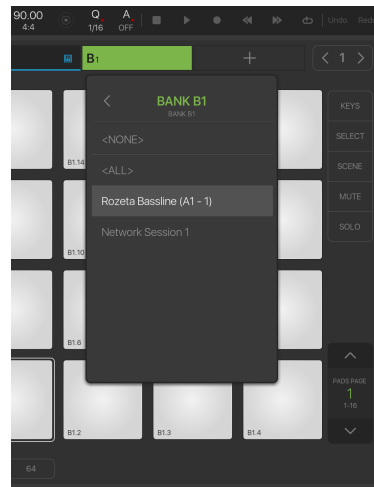 90.00
4:4
Q
1/16
A
OFF
Undo Red
B1
+
< 1 >
BANK B1
BANK B1
<NONE>
<ALL>
Rozeta Bassline (A1 - 1)
Network Session 1
KEYS
SELECT
SCENE
MUTE
SOLO
B1.14
B1.10
B1.6
B1.2
B1.3
B1.4
PADS PAGE
1
1-16
64